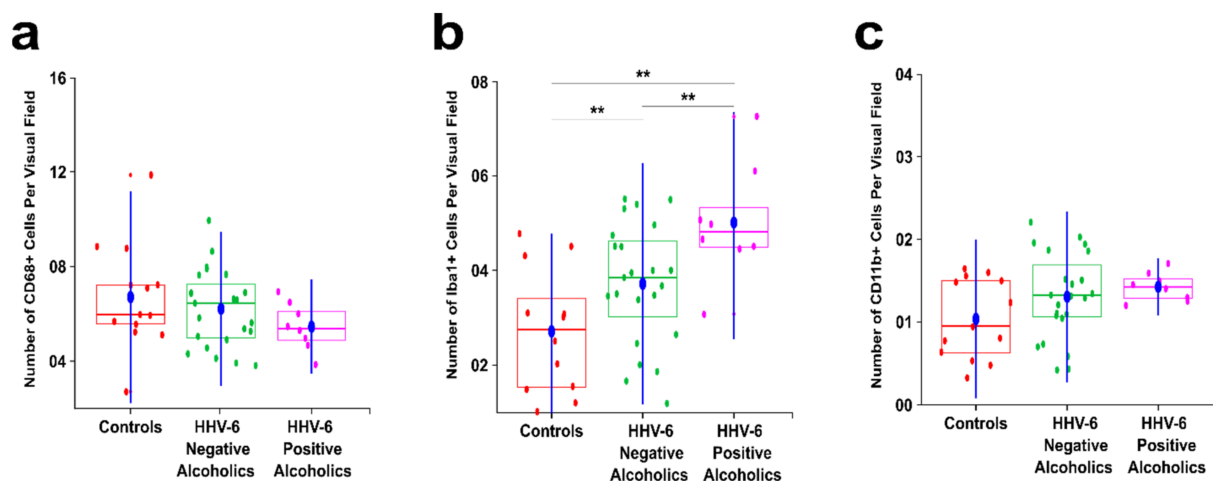 a
Number of CD68+ Cells Per Visual Field
16
12
08
04
Controls
HHV-6
Negative
Alcoholics
HHV-6
Positive
Alcoholics
b
Number of Iba1+ Cells Per Visual Field
08
06
04
02
**
**
**
Controls
HHV-6
Negative
Alcoholics
HHV-6
Positive
Alcoholics
c
Number of CD11b+ Cells Per Visual Field
04
03
02
01
00
Controls
HHV-6
Negative
Alcoholics
HHV-6
Positive
Alcoholics